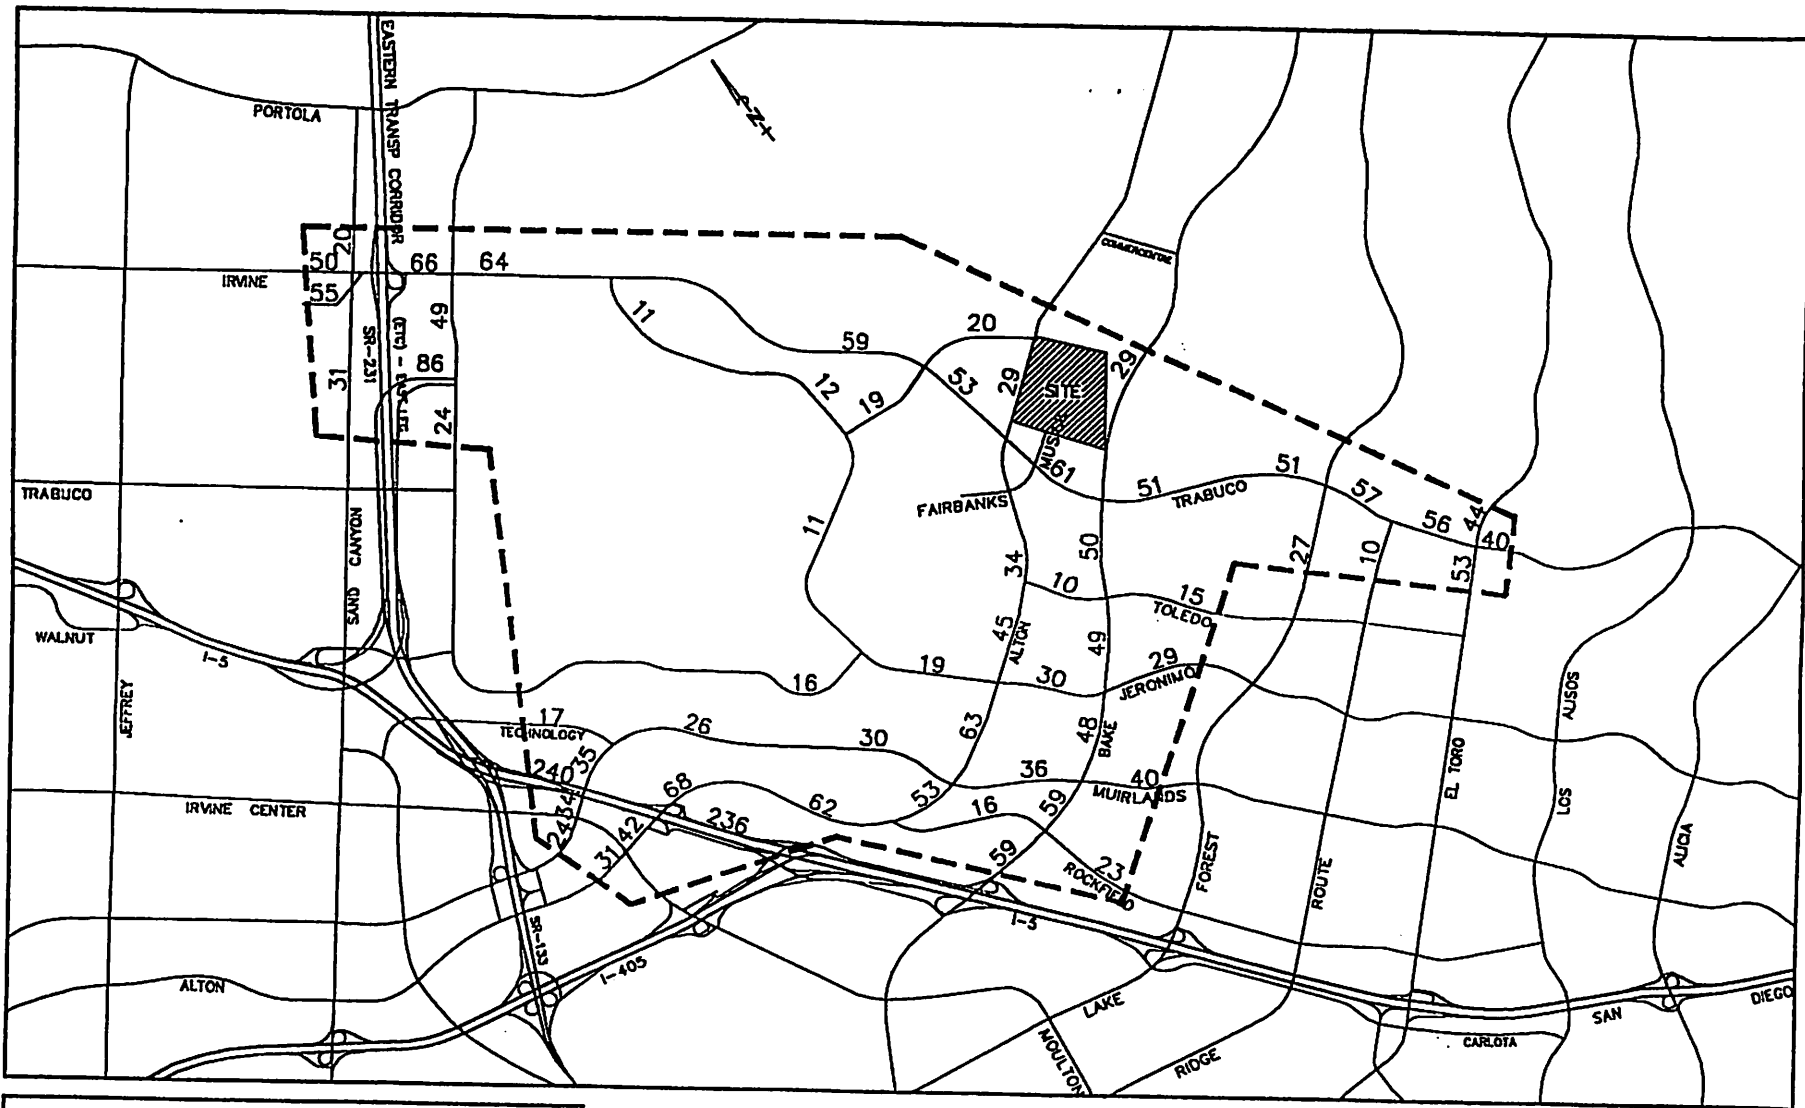 EASTERN TRANSP CORRIDOR
(ETC) - EAST LEG
PORTOLA
N
COMMERCENTRE
20
50
66
64
IRVINE
55
49
11
59
20
29
29
SR-231
86
31
24
12
19
53
SITE
61
51
51
57
56
44
40
TRABUCO
TRABUCO
FAIRBANKS
SAND CANYON
11
34
50
27
10
53
10
15
TOLEDO
WALNUT
I-5
45
ALTON
49
16
19
30
29
JERONIMO
JEFFREY
17
TECHNOLOGY
26
30
63
48
BAKE
35
240
34
24
68
36
40
MUIRLANDS
62
53
16
59
236
42
31
59
23
ROCKFIELD
IRVINE CENTER
EL TORO
LOS
ALISOS
ALICIA
FOREST
ROUTE
I-5
SR-133
I-405
ALTON
LAKE
MOULTON
RIDGE
CARLOTA
SAN
DIEGO